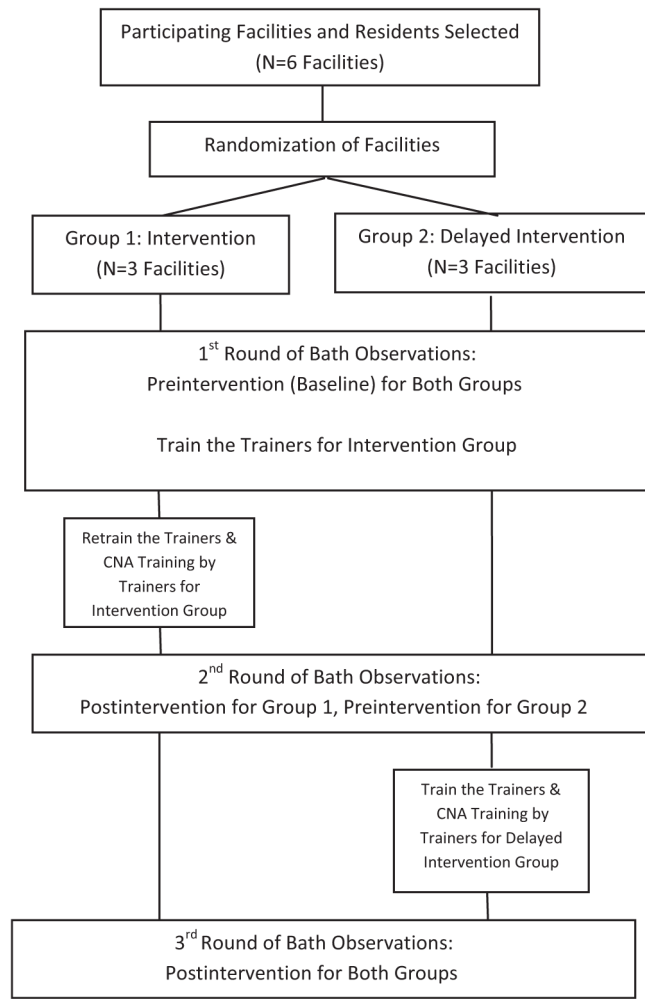 Participating Facilities and Residents Selected
(N=6 Facilities)
Randomization of Facilities
Group 1: Intervention
(N=3 Facilities)
Group 2: Delayed Intervention
(N=3 Facilities)
1st Round of Bath Observations:
Preintervention (Baseline) for Both Groups
Train the Trainers for Intervention Group
Retrain the Trainers &
CNA Training by
Trainers for
Intervention Group
2nd Round of Bath Observations:
Postintervention for Group 1, Preintervention for Group 2
Train the Trainers &
CNA Training by
Trainers for Delayed
Intervention Group
3rd Round of Bath Observations:
Postintervention for Both Groups